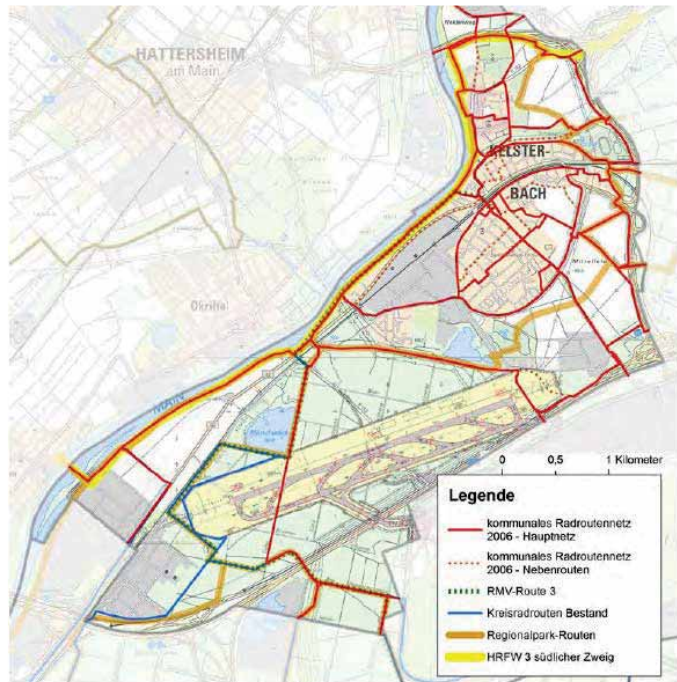 HATTERSHEIM
am Main
KELSTER-
BACH
Okriftel
MAIN
0 0,5 1 Kilometer
Legende
kommunales Radroutennetz
2006 - Hauptnetz
kommunales Radroutennetz
2006 - Nebenrouten
RMV-Route 3
Kreisradrouten Bestand
Regionalpark-Routen
HRFW 3 südlicher Zweig